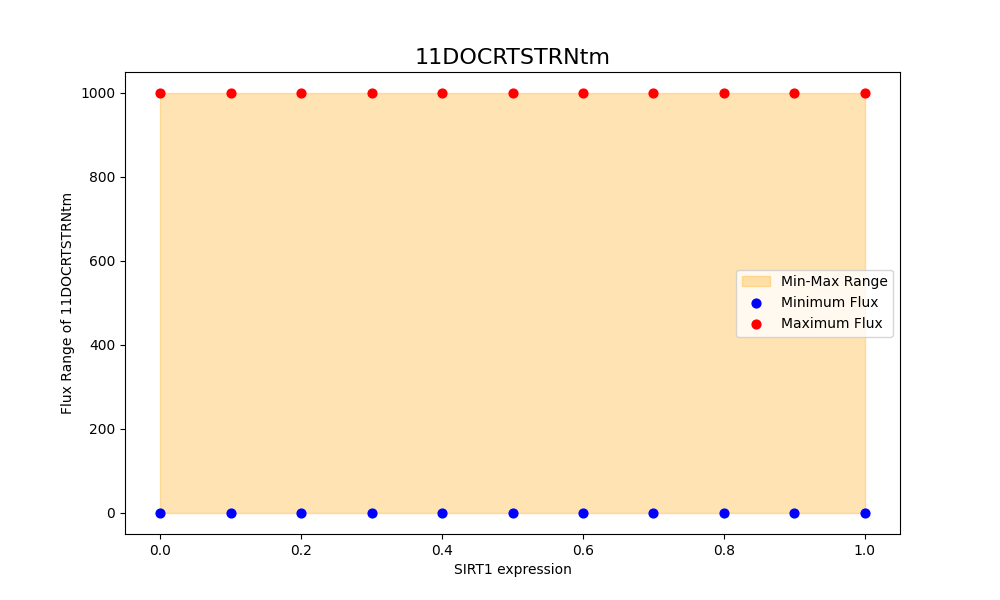 11DOCRTSTRNtm
Flux Range of 11DOCRTSTRNtm
1000
800
600
400
200
0
Min-Max Range
Minimum Flux
Maximum Flux
0.0 0.2 0.4 0.6 0.8 1.0
SIRT1 expression